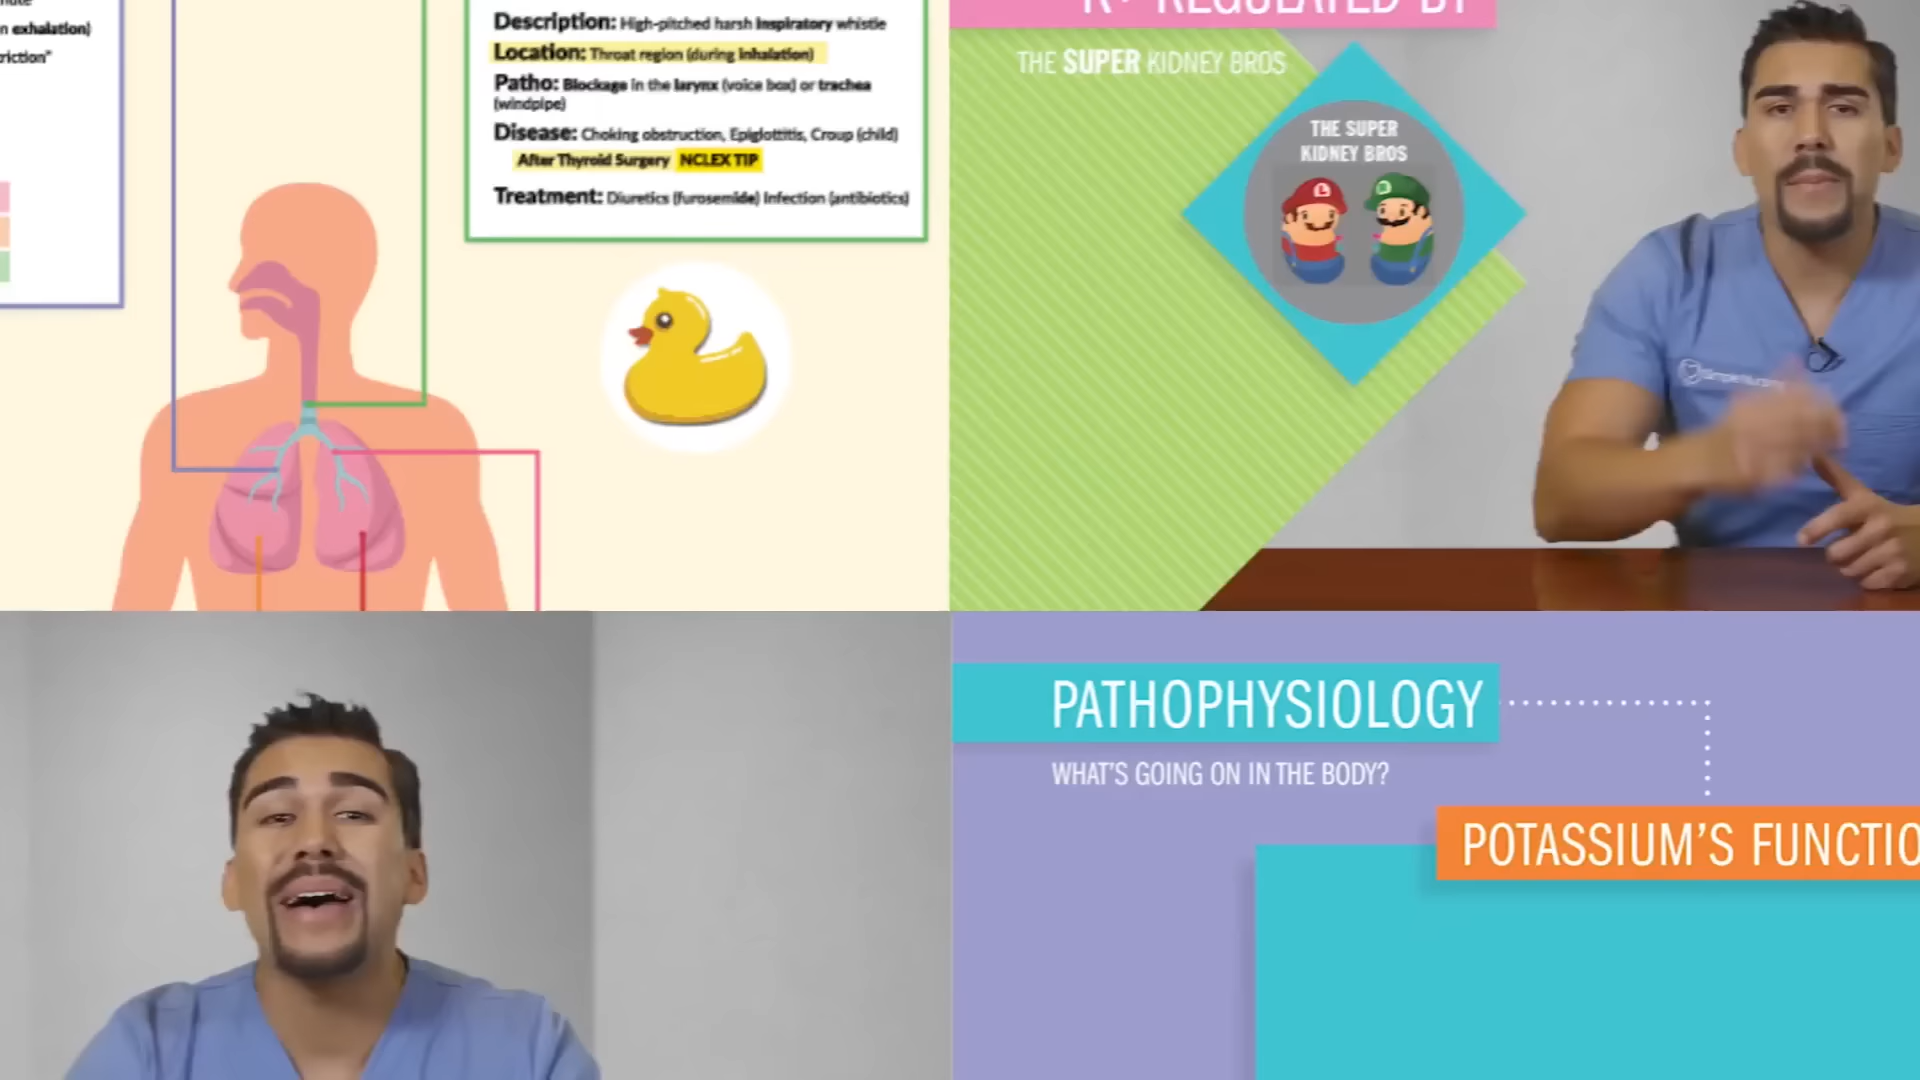 n exhalation)
riction"
Description: High-pitched harsh inspiratory whistle
Location: Throat region (during inhalation)
Patho: Blockage in the larynx (voice box) or trachea
(windpipe)
Disease: Choking obstruction, Epiglottitis, Croup (child)
After Thyroid Surgery NCLEX TIP
Treatment: Diuretics (furosemide) Infection (antibiotics)
K+ REGULATED BY
THE SUPER KIDNEY BROS
THE SUPER
KIDNEY BROS
L
PATHOPHYSIOLOGY
WHAT'S GOING ON IN THE BODY?
POTASSIUM'S FUNCTIO